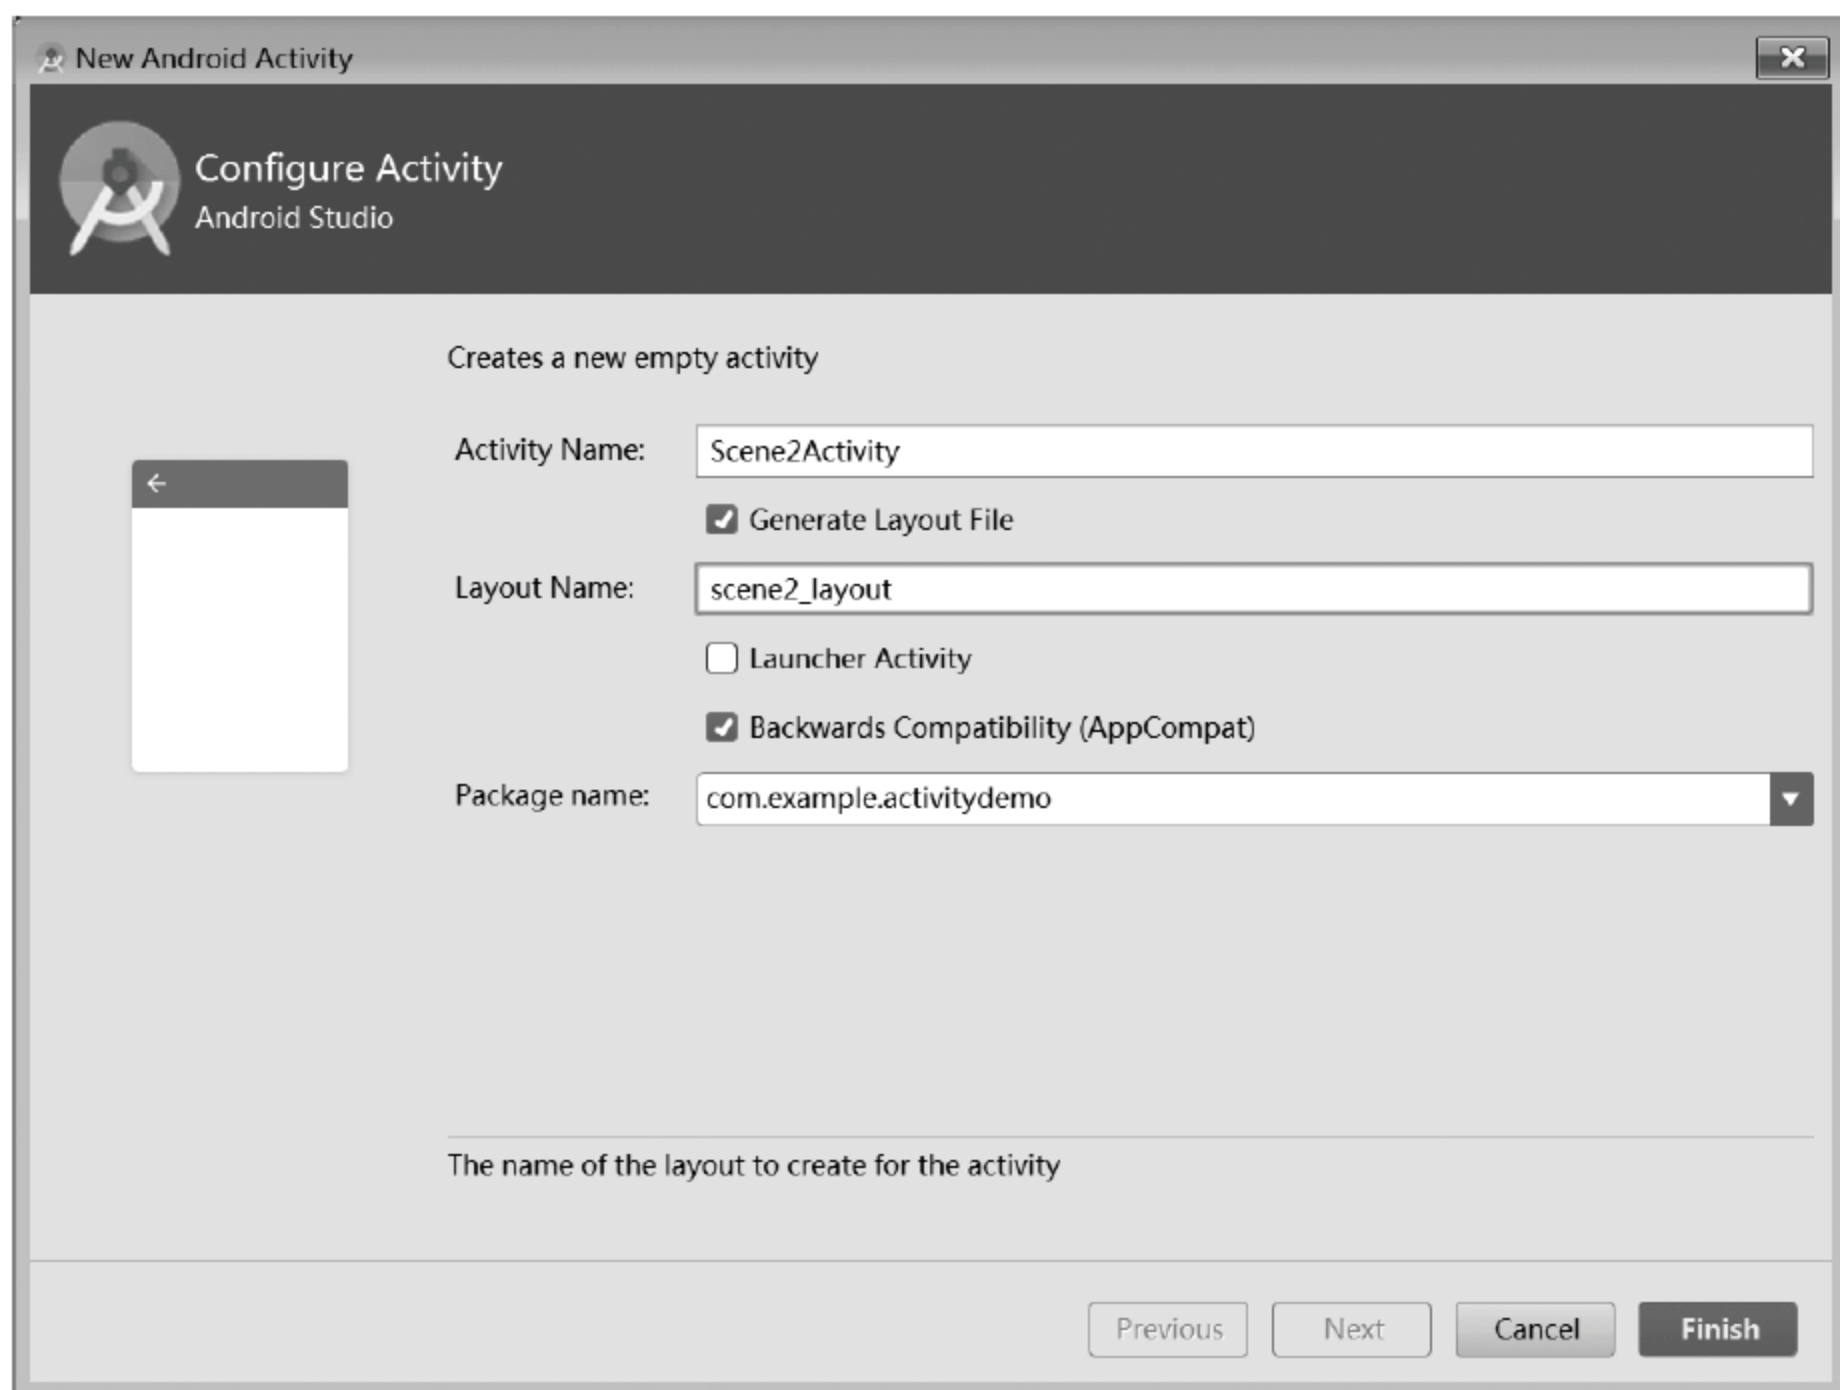 New Android Activity
Configure Activity
Android Studio
Creates a new empty activity
Activity Name: Scene2Activity
Generate Layout File
Layout Name: scene2_layout
Launcher Activity
Backwards Compatibility (AppCompat)
Package name: com.example.activitydemo
The name of the layout to create for the activity
Previous Next Cancel Finish